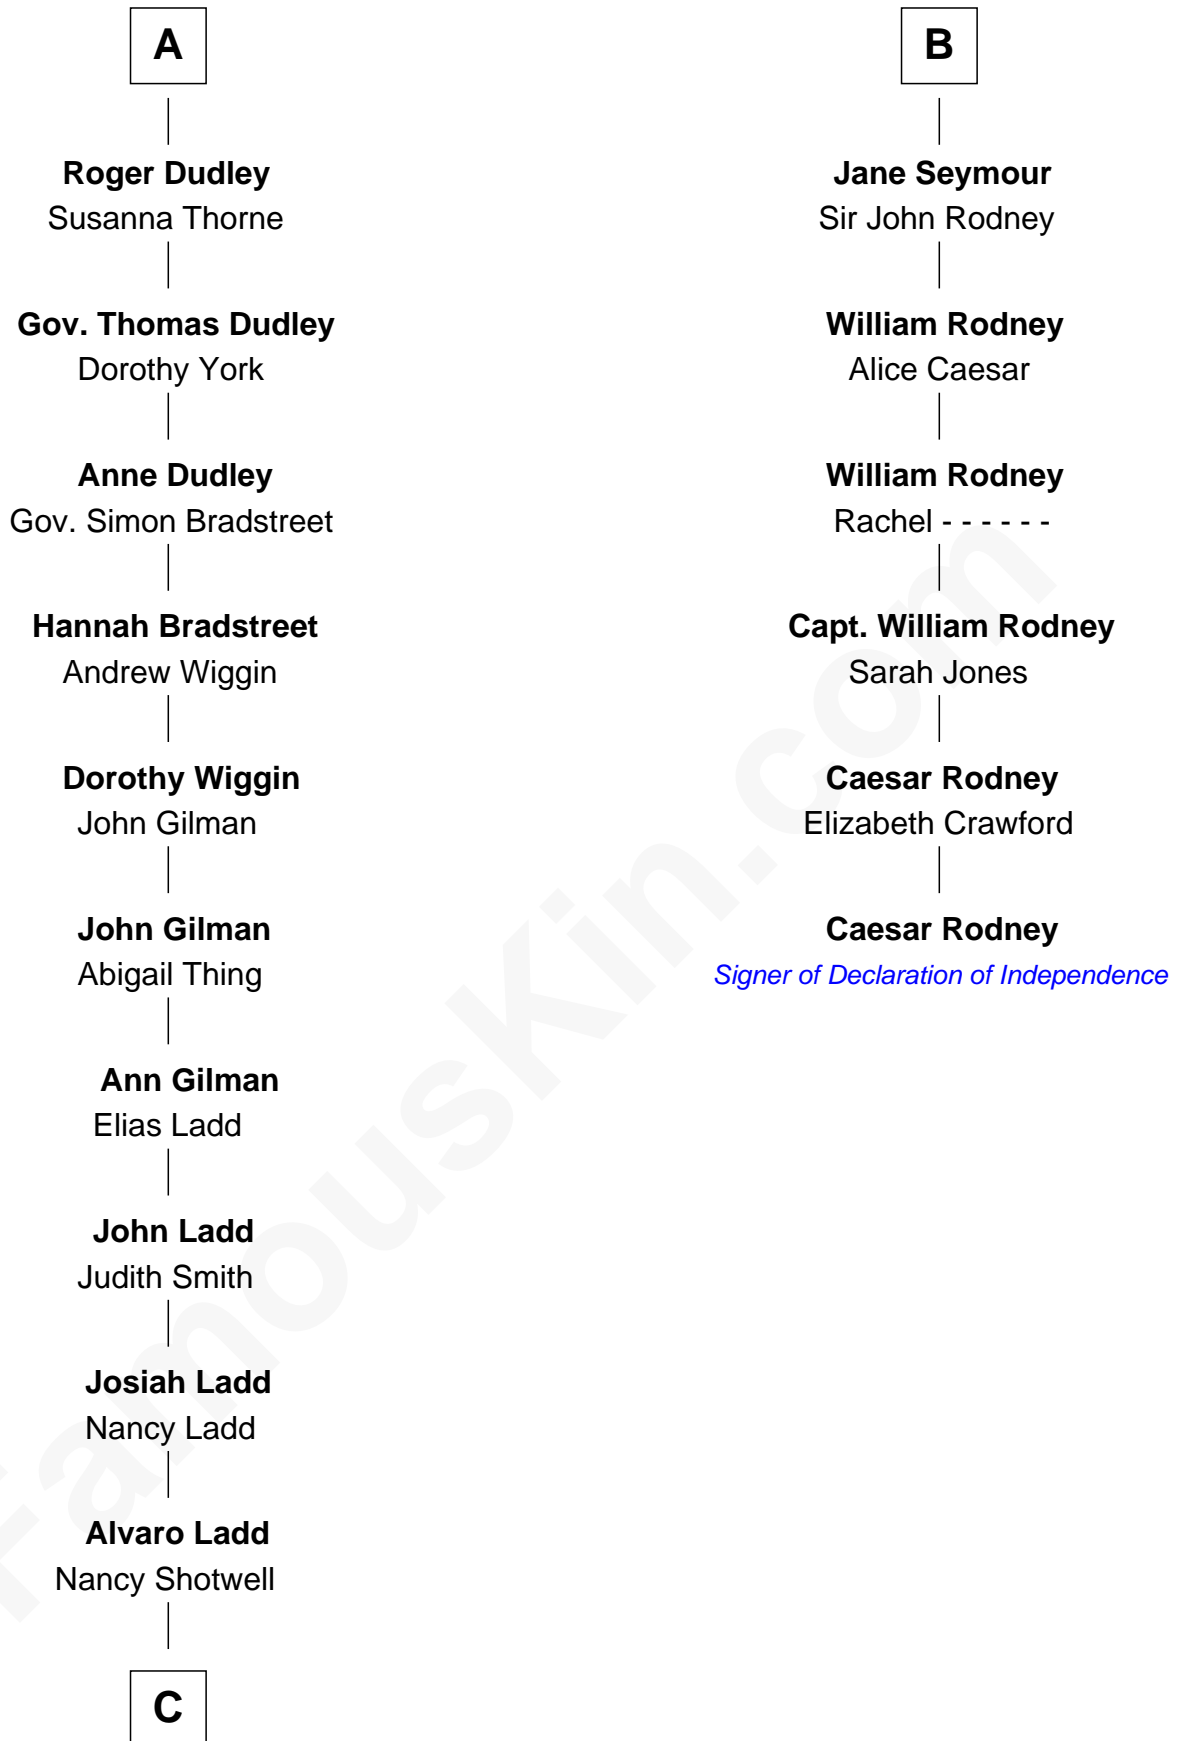 A
Roger Dudley
Susanna Thorne
Gov. Thomas Dudley
Dorothy York
Anne Dudley
Gov. Simon Bradstreet
Hannah Bradstreet
Andrew Wiggin
Dorothy Wiggin
John Gilman
John Gilman
Abigail Thing
Ann Gilman
Elias Ladd
John Ladd
Judith Smith
Josiah Ladd
Nancy Ladd
Alvaro Ladd
Nancy Shotwell
C
B
Jane Seymour
Sir John Rodney
William Rodney
Alice Caesar
William Rodney
Rachel - - - - - -
Capt. William Rodney
Sarah Jones
Caesar Rodney
Elizabeth Crawford
Caesar Rodney
Signer of Declaration of Independence
FamousKin.com